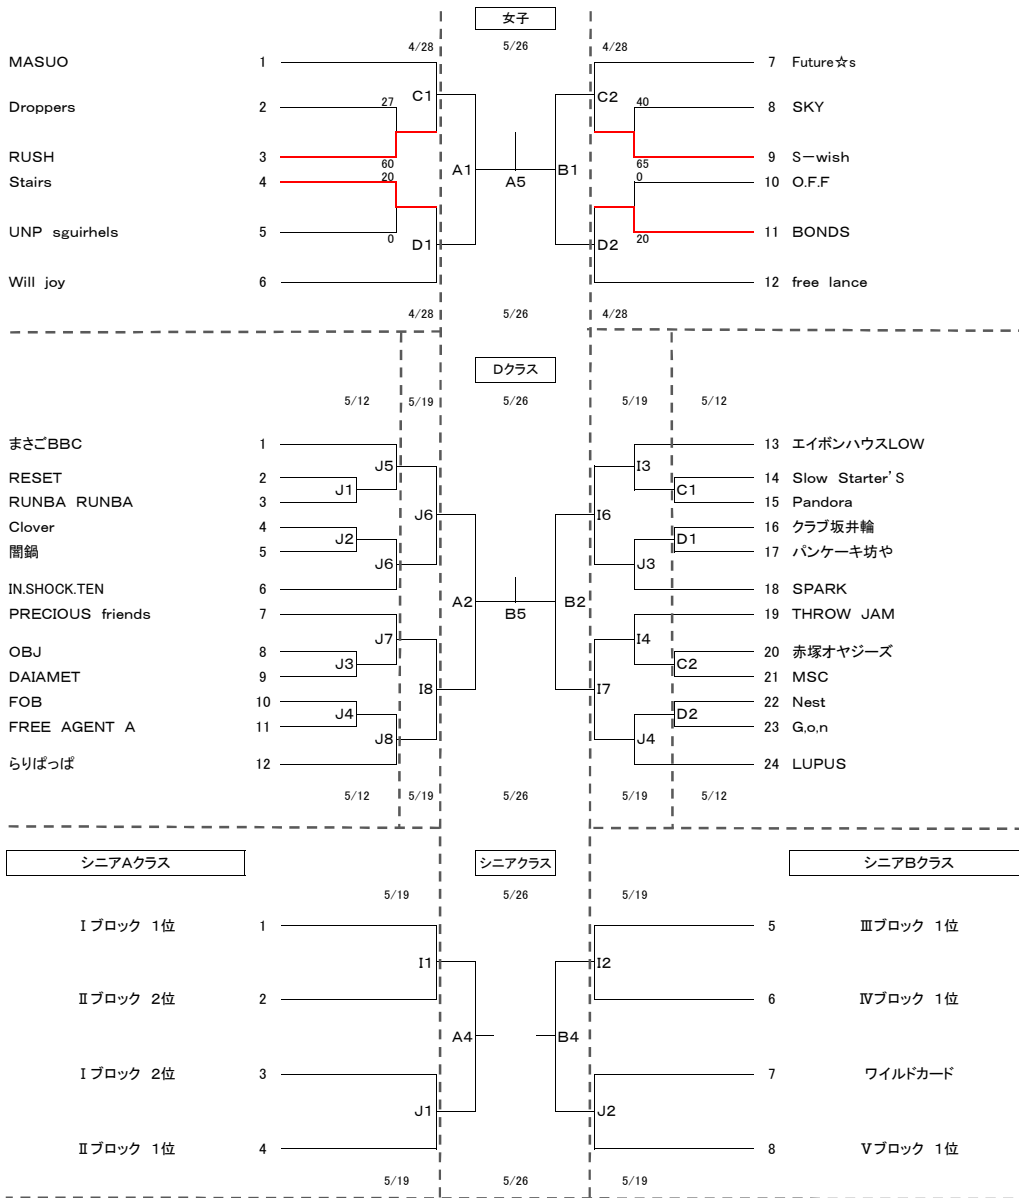 女子
4/28 5/26 4/28
MASUO 1 7 Future☆s
C1 C2
Droppers 2 27 40 8 SKY
RUSH 3 60 65 9 S－wish
A1 A5 B1
Stairs 4 20 0 10 O.F.F
UNP sguirhels 5 0 20 11 BONDS
D1 D2
Will joy 6 12 free lance
4/28 5/26 4/28
Dクラス
5/12 5/19 5/26 5/19 5/12
まさごBBC 1 13 エイボンハウスLOW
J5 I3
RESET 2 14 Slow Starter'S
J1 C1
RUNBA RUNBA 3 15 Pandora
J6 I6
Clover 4 16 クラブ坂井輪
J2 D1
闇鍋 5 17 パンケーキ坊や
J6 J3
IN.SHOCK.TEN 6 18 SPARK
A2 B5 B2
PRECIOUS friends 7 19 THROW JAM
J7 I4
OBJ 8 20 赤塚オヤジーズ
J3 C2
DAIAMET 9 21 MSC
I8 I7
FOB 10 22 Nest
J4 D2
FREE AGENT A 11 23 G,o,n
J8 J4
らりぱっぱ 12 24 LUPUS
5/12 5/19 5/26 5/19 5/12
シニアAクラス シニアクラス シニアBクラス
5/19 5/26 5/19
Ⅰブロック 1位 1 5 Ⅲブロック 1位
I1 I2
Ⅱブロック 2位 2 6 Ⅳブロック 1位
A4 B4
Ⅰブロック 2位 3 7 ワイルドカード
J1 J2
Ⅱブロック 1位 4 8 Ⅴブロック 1位
5/19 5/26 5/19